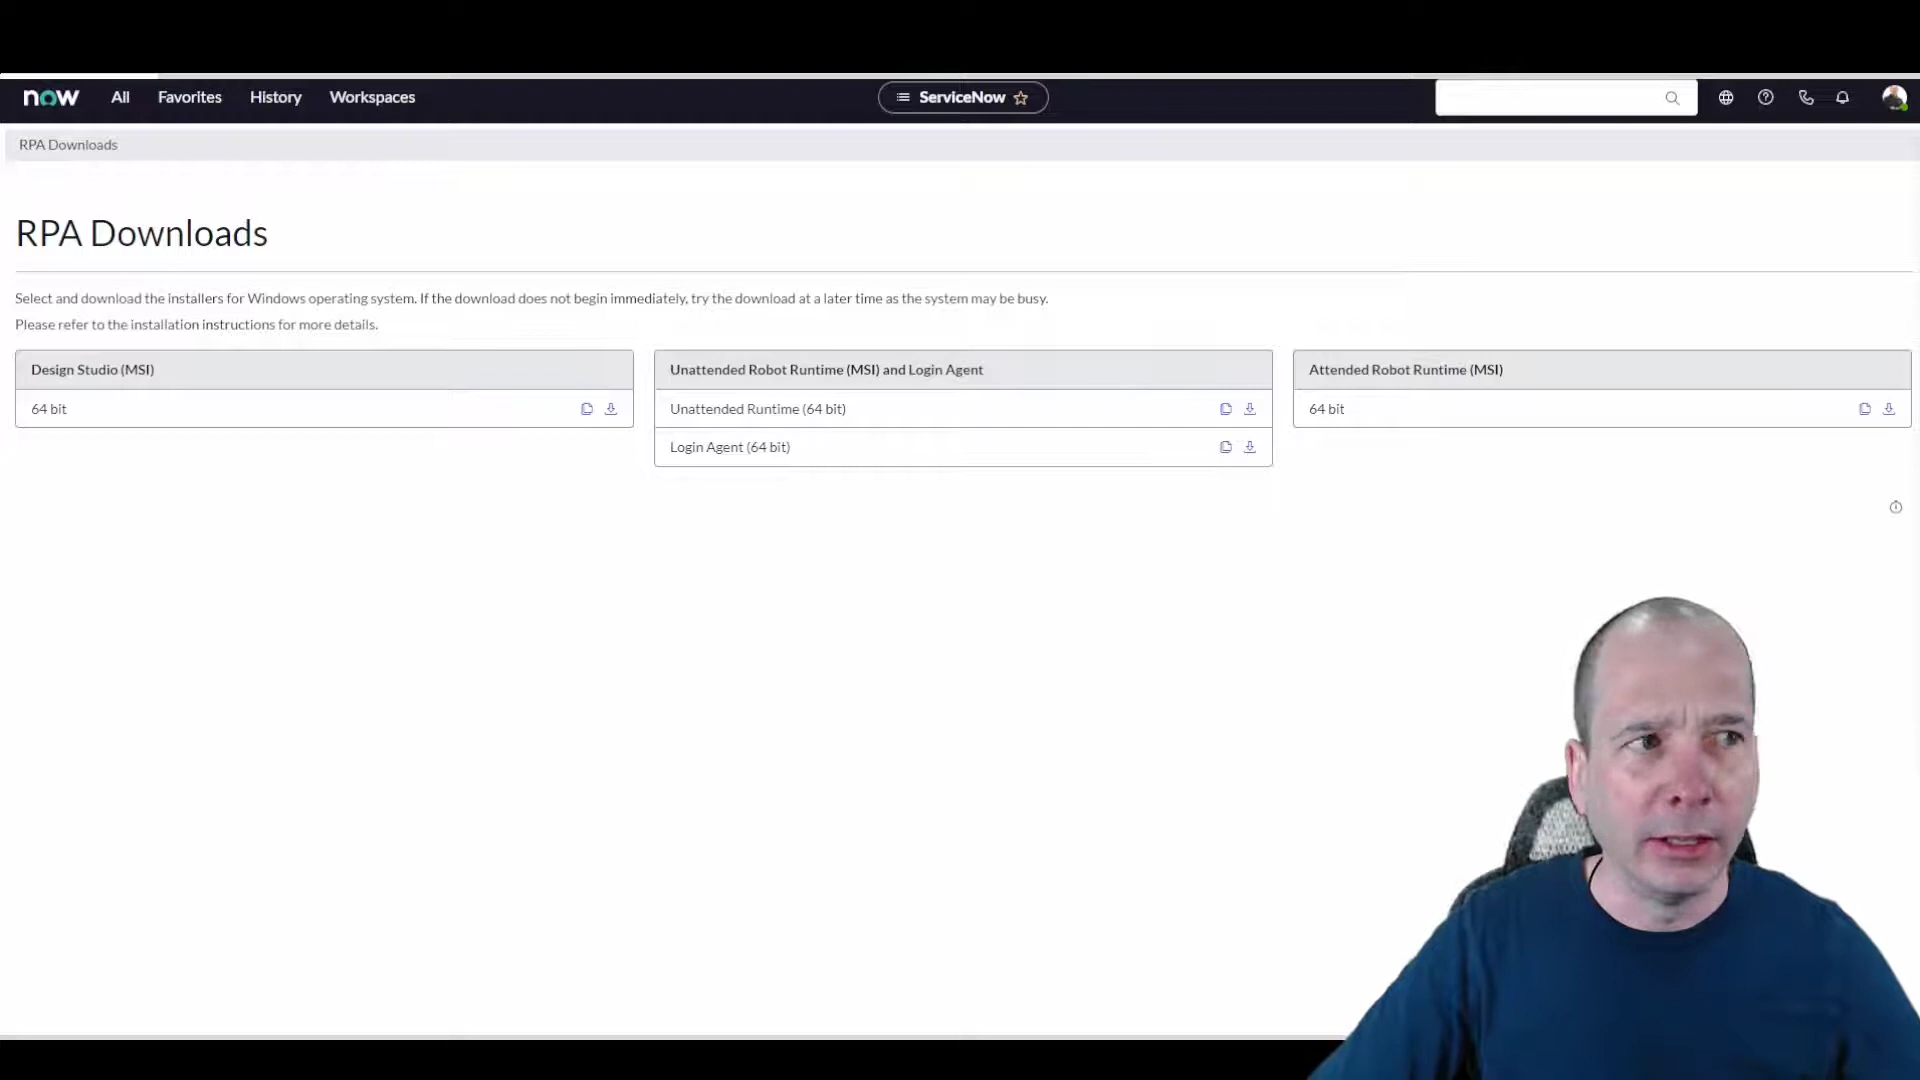 now All Favorites History Workspaces ServiceNow
RPA Downloads
RPA Downloads
Select and download the installers for Windows operating system. If the download does not begin immediately, try the download at a later time as the system may be busy.
Please refer to the installation instructions for more details.
Design Studio (MSI)
64 bit
Unattended Robot Runtime (MSI) and Login Agent
Unattended Runtime (64 bit)
Login Agent (64 bit)
Attended Robot Runtime (MSI)
64 bit